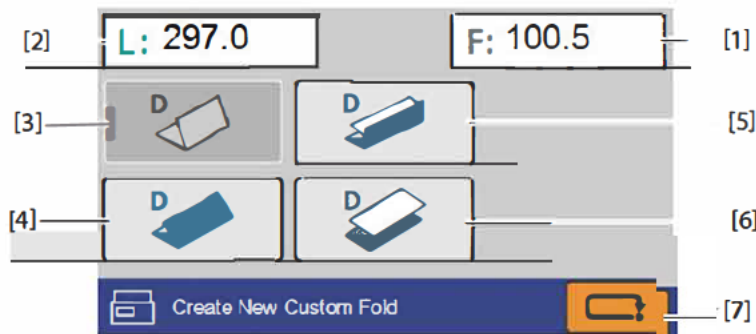 [2] L: 297.0 F: 100.5 [1]
[3] D D [5]
[4] D D [6]
Create New Custom Fold [7]